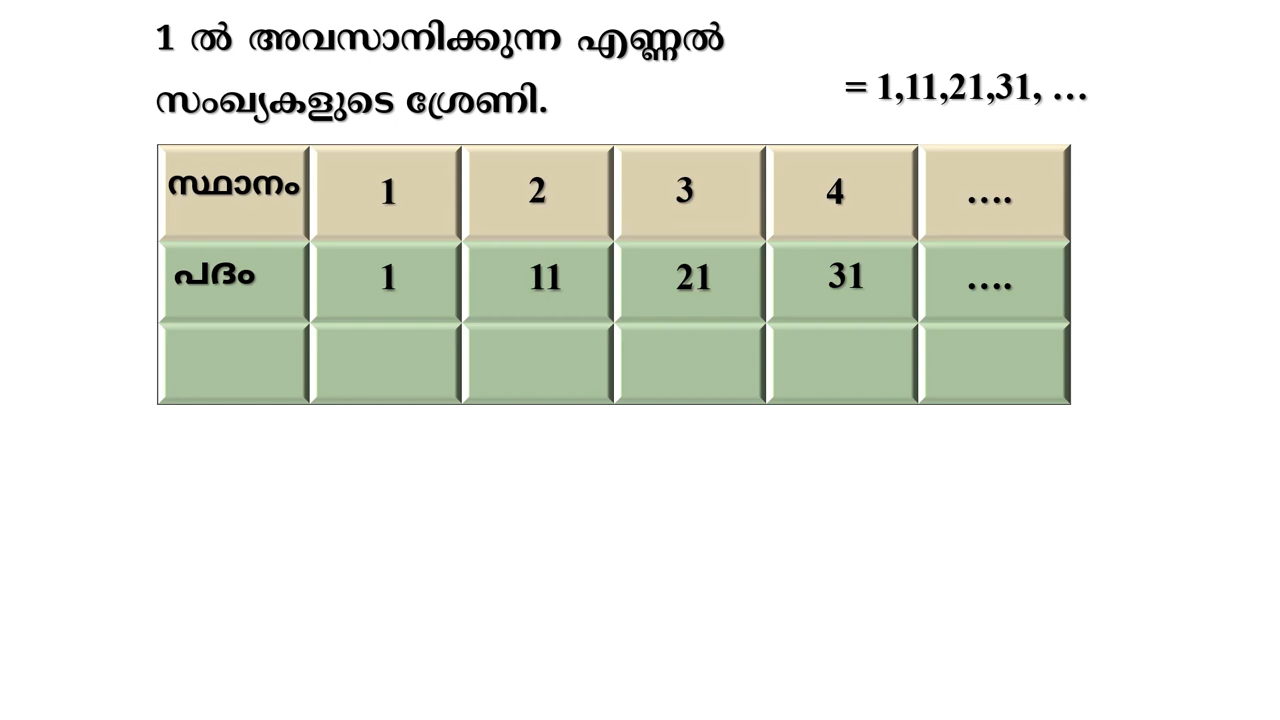 1 ൽ അവസാനിക്കുന്ന എണ്ണൽ
സംഖ്യകളുടെ ശ്രേണി.
= 1,11,21,31, ...
സ്ഥാനം 1 2 3 4 ....
പദം 1 11 21 31 ....